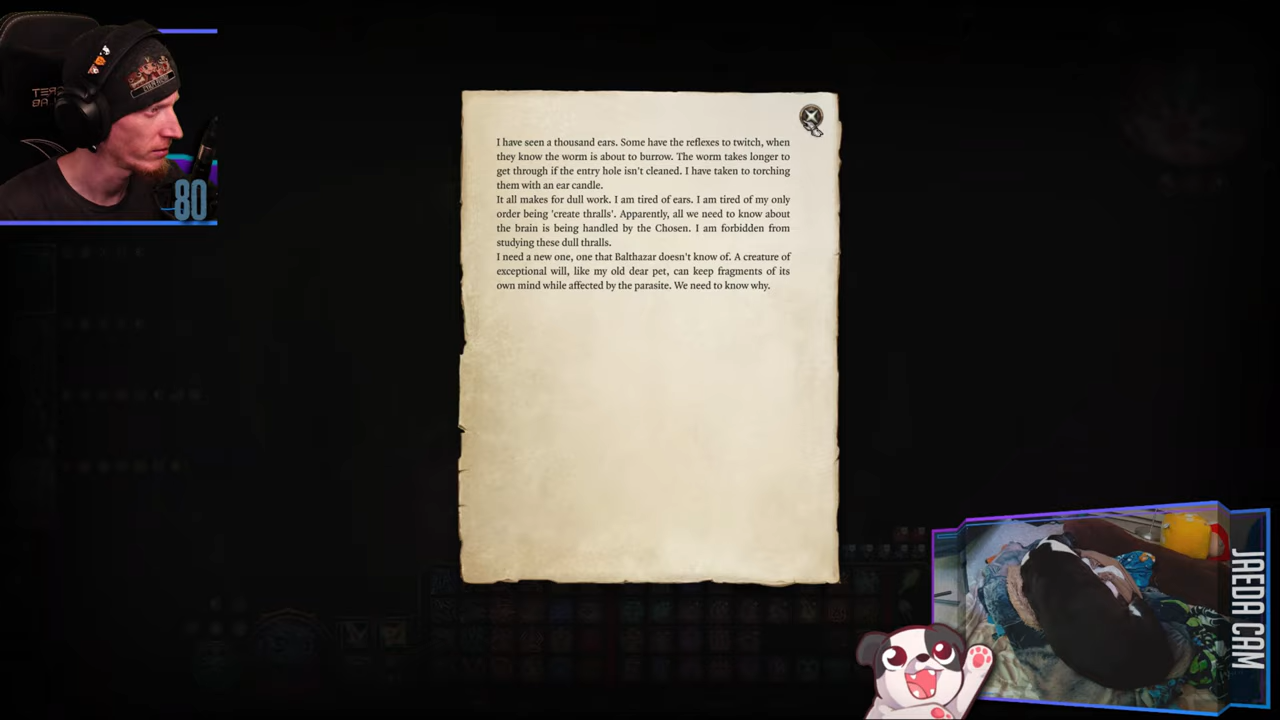 I have seen a thousand ears. Some have the reflexes to twitch, when
they know the worm is about to burrow. The worm takes longer to
get through if the entry hole isn't cleaned. I have taken to torching
them with an ear candle.
It all makes for dull work. I am tired of ears. I am tired of my only
order being 'create thralls'. Apparently, all we need to know about
the brain is being handled by the Chosen. I am forbidden from
studying these dull thralls.
I need a new one, one that Balthazar doesn't know of. A creature of
exceptional will, like my old dear pet, can keep fragments of its
own mind while affected by the parasite. We need to know why.
80
JAEDA CAM